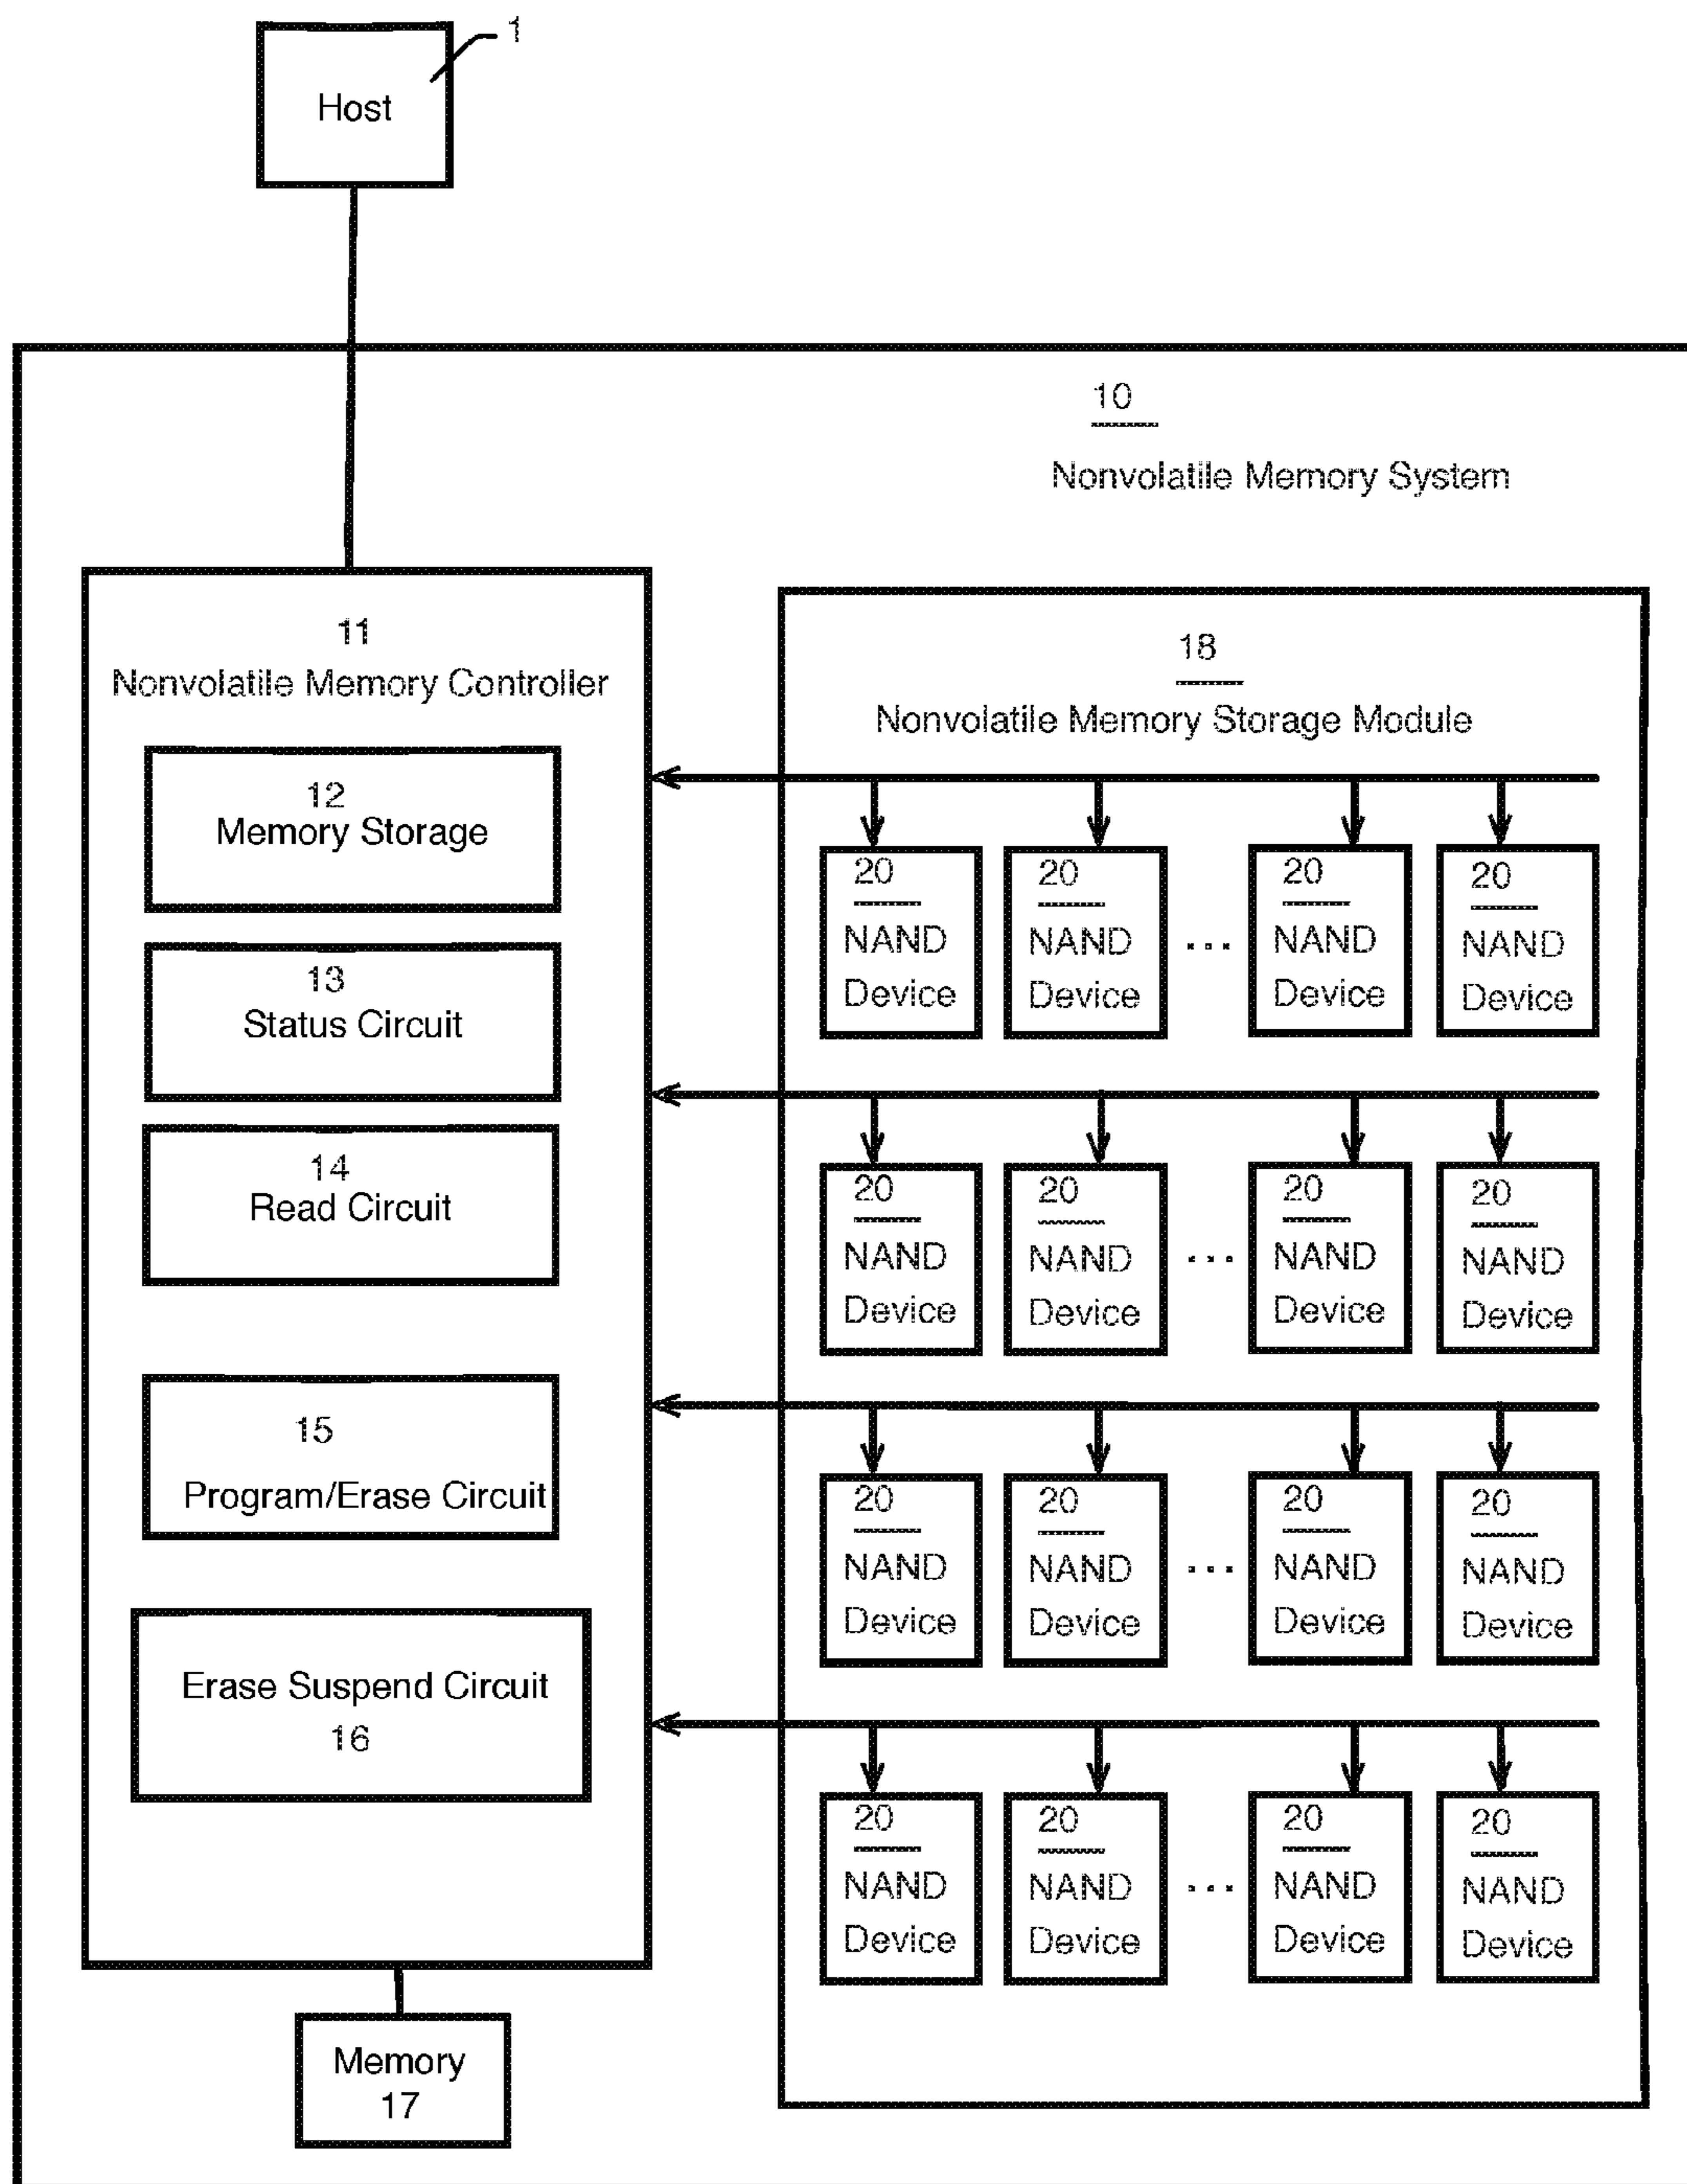 1
Host
10
Nonvolatile Memory System
11
Nonvolatile Memory Controller
12
Memory Storage
13
Status Circuit
14
Read Circuit
15
Program/Erase Circuit
Erase Suspend Circuit
16
Memory
17
18
Nonvolatile Memory Storage Module
20 20 20 20
NAND NAND ... NAND NAND
Device Device Device Device
20 20 20 20
NAND NAND ... NAND NAND
Device Device Device Device
20 20 20 20
NAND NAND ... NAND NAND
Device Device Device Device
20 20 20 20
NAND NAND ... NAND NAND
Device Device Device Device